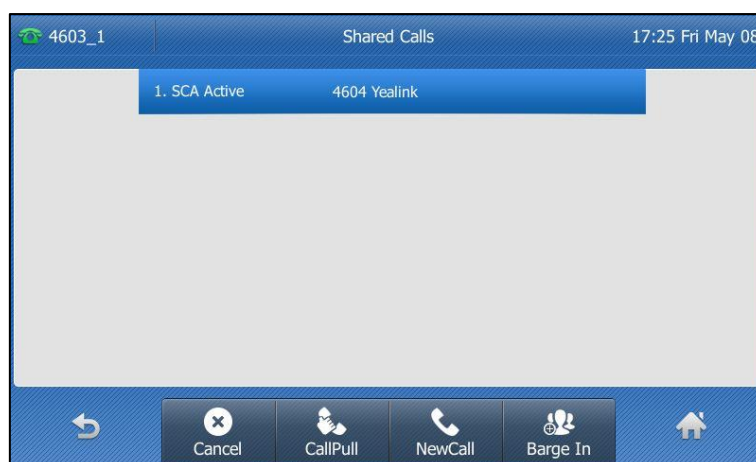 4603_1 Shared Calls 17:25 Fri May 08
1. SCA Active 4604 Yealink
Cancel CallPull NewCall Barge In